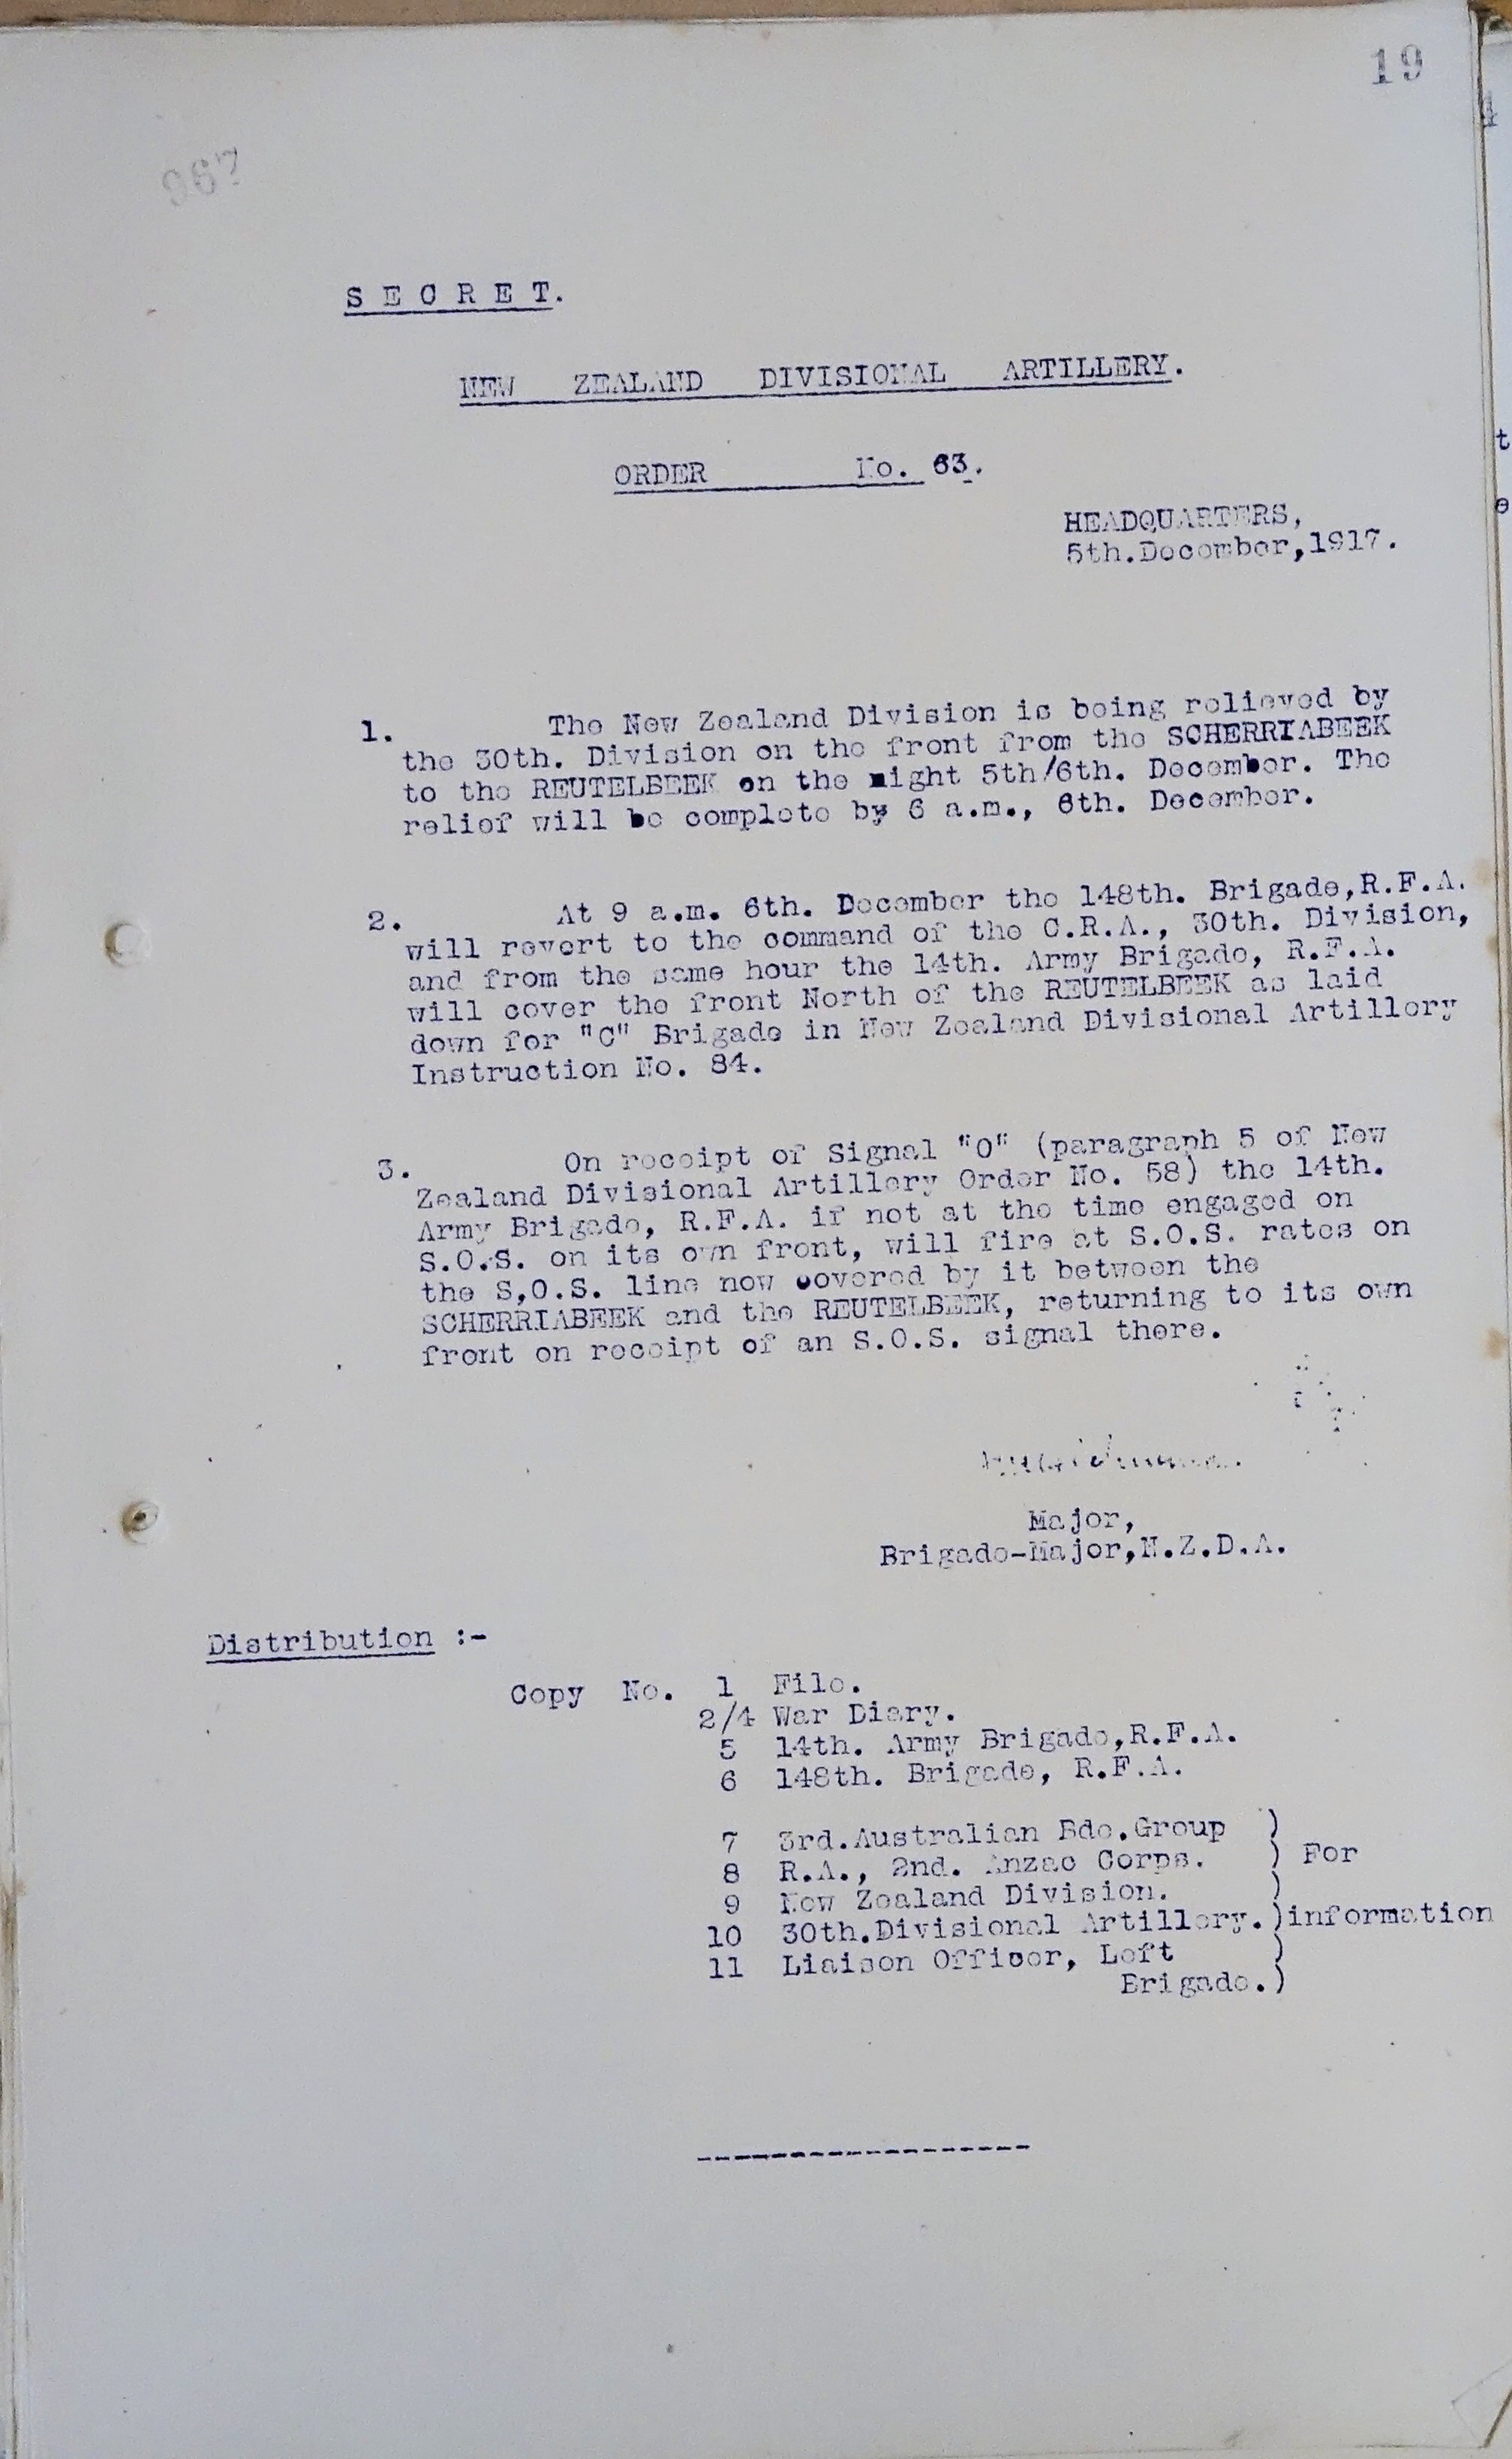 19
S E C R E T.
NEW ZEALAND DIVISIONAL ARTILLERY.
ORDER No. 63.
HEADQUARTERS,
5th.December,1917.
1. The New Zealand Division is being relieved by
the 30th. Division on the front from the SCHERRIABEEK
to the REUTELBEEK on the night 5th/6th. December. The
relief will be complete by 6 a.m., 6th. December.
2. At 9 a.m. 6th. December the 148th. Brigade,R.F.A.
will revert to the command of the C.R.A., 30th. Division,
and from the same hour the 14th. Army Brigade, R.F.A.
will cover the front North of the REUTELBEEK as laid
down for "C" Brigade in New Zealand Divisional Artillery
Instruction No. 84.
3. On receipt of Signal "O" (paragraph 5 of New
Zealand Divisional Artillery Order No. 58) the 14th.
Army Brigade, R.F.A. if not at the time engaged on
S.O.S. on its own front, will fire at S.O.S. rates on
the S,O.S. line now covered by it between the
SCHERRIABEEK and the REUTELBEEK, returning to its own
front on receipt of an S.O.S. signal there.
Major,
Brigade-Major,N.Z.D.A.
Distribution :-
Copy No. 1 File.
2/4 War Diary.
5 14th. Army Brigade,R.F.A.
6 148th. Brigade, R.F.A.
7 3rd.Australian Bde.Group )
8 R.A., 2nd. Anzac Corps. ) For
9 New Zealand Division. )
10 30th.Divisional Artillery.)information
11 Liaison Officer, Left )
Brigade.)
-------------------